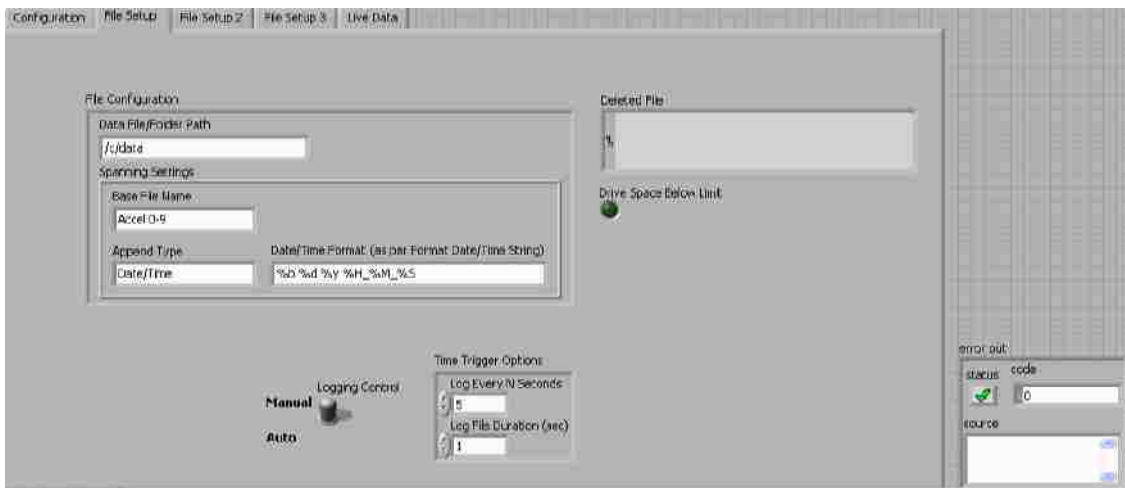 Configuration File Setup File Setup 2 File Setup 3 Live Data
File Configuration
Data File/Folder Path
/c/data
Spanning Settings
Base File Name
Accel 0-9
Append Type
Date/Time
Date/Time Format (as par Format Date/Time String)
%b %d %y %H_%M_%S
Deleted File
Drive Space Below Limit
Logging Control
Manual
Auto
Time Trigger Options
Log Every N Seconds
5
Log File Duration (sec)
1
error out
status code
0
source